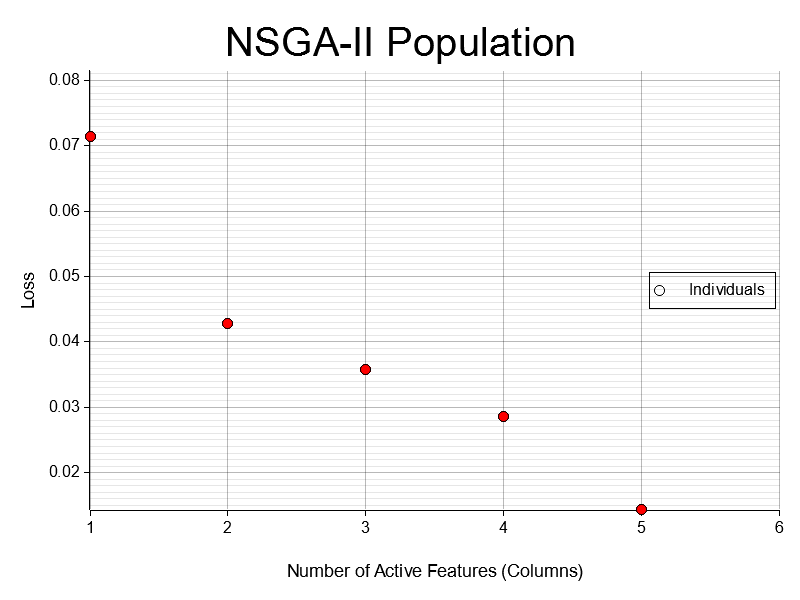 NSGA-II Population
0.08
0.07
0.06
0.05
0.04
0.03
0.02
Loss
Individuals
1 2 3 4 5 6
Number of Active Features (Columns)